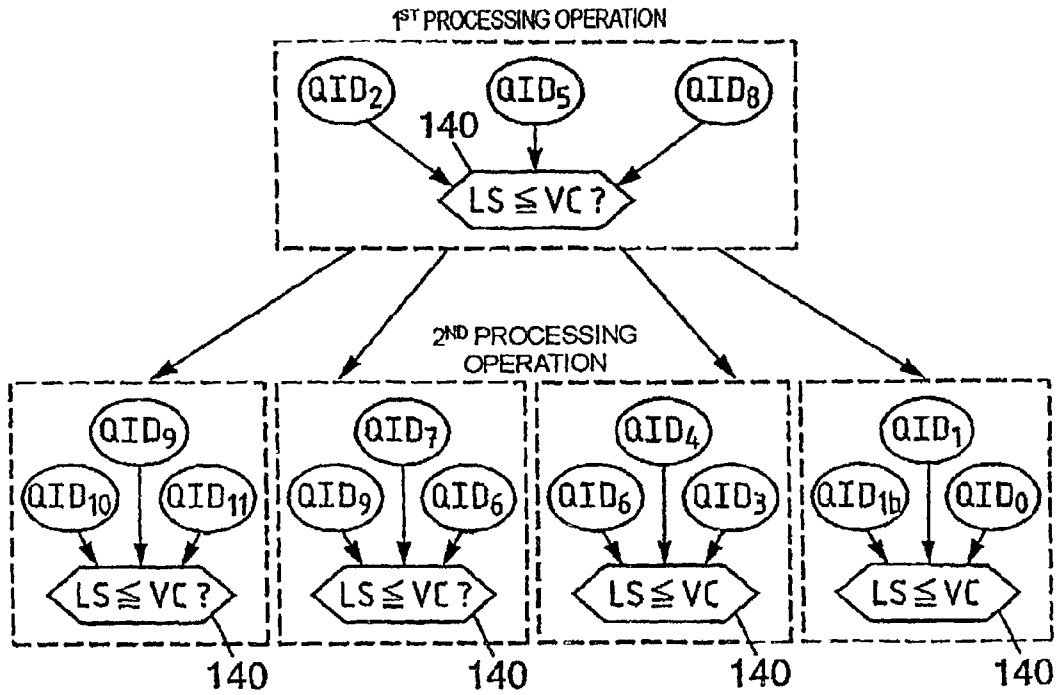 1ST PROCESSING OPERATION
QID2
QID5
QID8
140
LS ≦ VC ?
2ND PROCESSING
OPERATION
QID9
QID10
QID11
LS ≦ VC ?
140
QID7
QID9
QID6
LS ≦ VC ?
140
QID4
QID6
QID3
LS ≦ VC
140
QID1
QID1b
QID0
LS ≦ VC
140